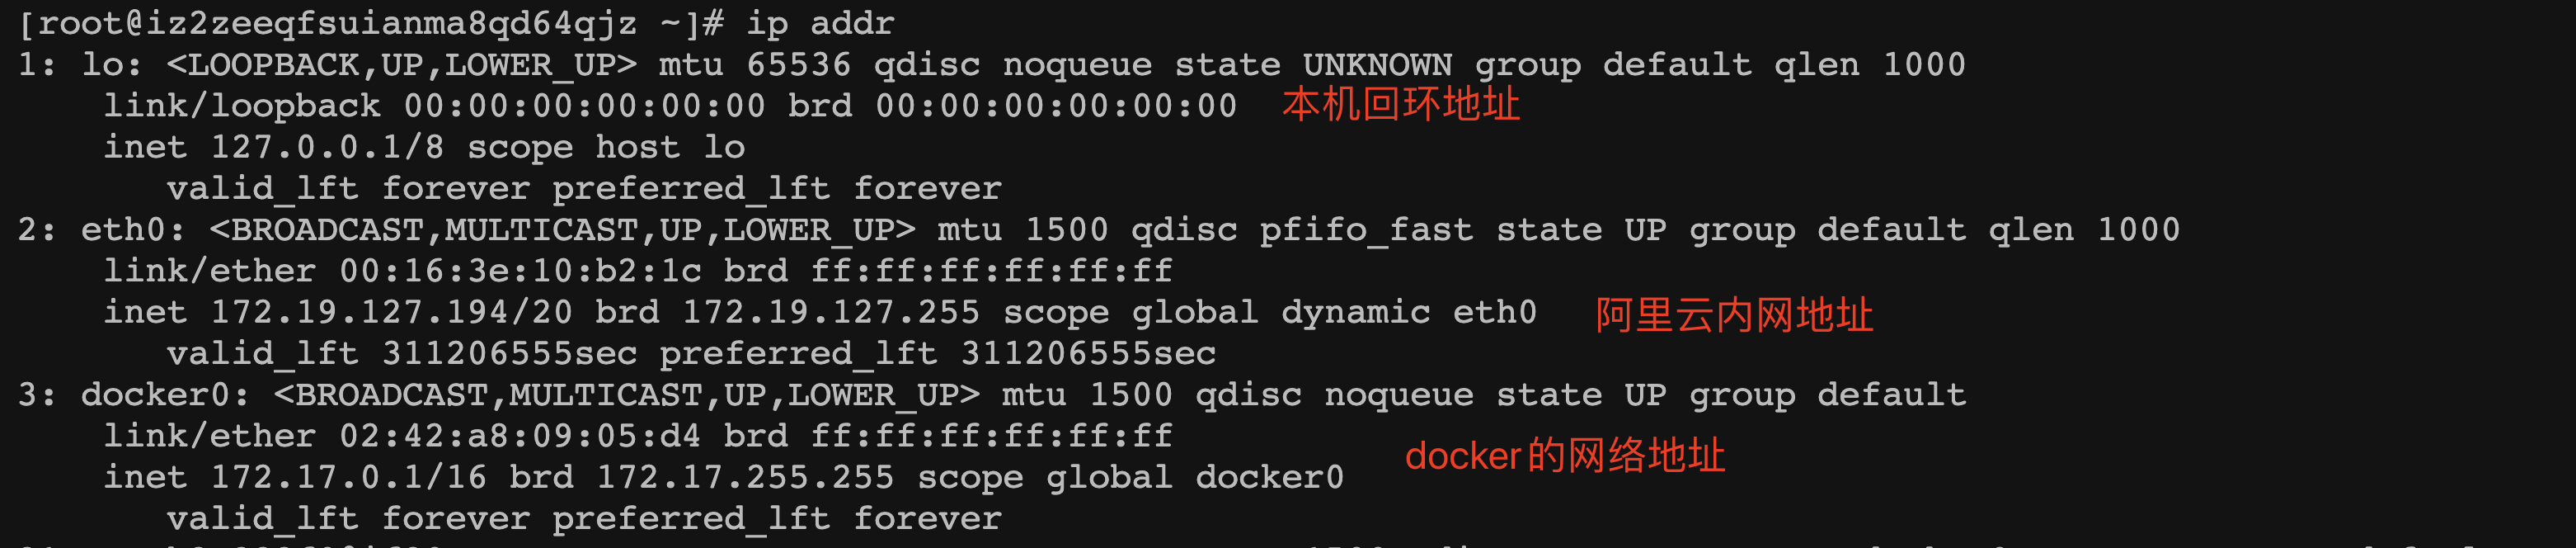 [root@iz2zeeqfsuianma8qd64qjz ~]# ip addr
1: lo: <LOOPBACK,UP,LOWER_UP> mtu 65536 qdisc noqueue state UNKNOWN group default qlen 1000
link/loopback 00:00:00:00:00:00 brd 00:00:00:00:00:00 本机回环地址
inet 127.0.0.1/8 scope host lo
valid_lft forever preferred_lft forever
2: eth0: <BROADCAST,MULTICAST,UP,LOWER_UP> mtu 1500 qdisc pfifo_fast state UP group default qlen 1000
link/ether 00:16:3e:10:b2:1c brd ff:ff:ff:ff:ff:ff
inet 172.19.127.194/20 brd 172.19.127.255 scope global dynamic eth0 阿里云内网地址
valid_lft 311206555sec preferred_lft 311206555sec
3: docker0: <BROADCAST,MULTICAST,UP,LOWER_UP> mtu 1500 qdisc noqueue state UP group default
link/ether 02:42:a8:09:05:d4 brd ff:ff:ff:ff:ff:ff
docker的网络地址
inet 172.17.0.1/16 brd 172.17.255.255 scope global docker0
valid_lft forever preferred_lft forever